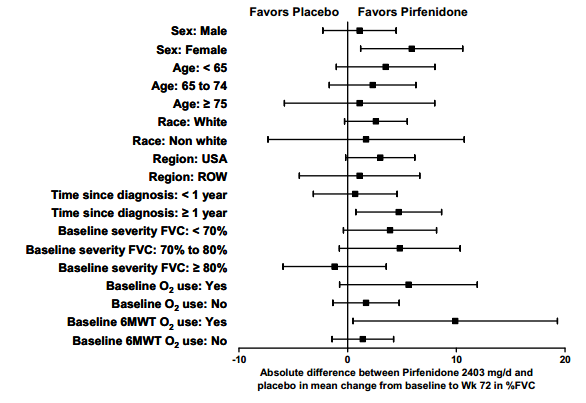 Favors Placebo Favors Pirfenidone
Sex: Male
Sex: Female
Age: < 65
Age: 65 to 74
Age: ≥ 75
Race: White
Race: Non white
Region: USA
Region: ROW
Time since diagnosis: < 1 year
Time since diagnosis: ≥ 1 year
Baseline severity FVC: < 70%
Baseline severity FVC: 70% to 80%
Baseline severity FVC: ≥ 80%
Baseline O₂ use: Yes
Baseline O₂ use: No
Baseline 6MWT O₂ use: Yes
Baseline 6MWT O₂ use: No
-10 0 10 20
Absolute difference between Pirfenidone 2403 mg/d and
placebo in mean change from baseline to Wk 72 in %FVC